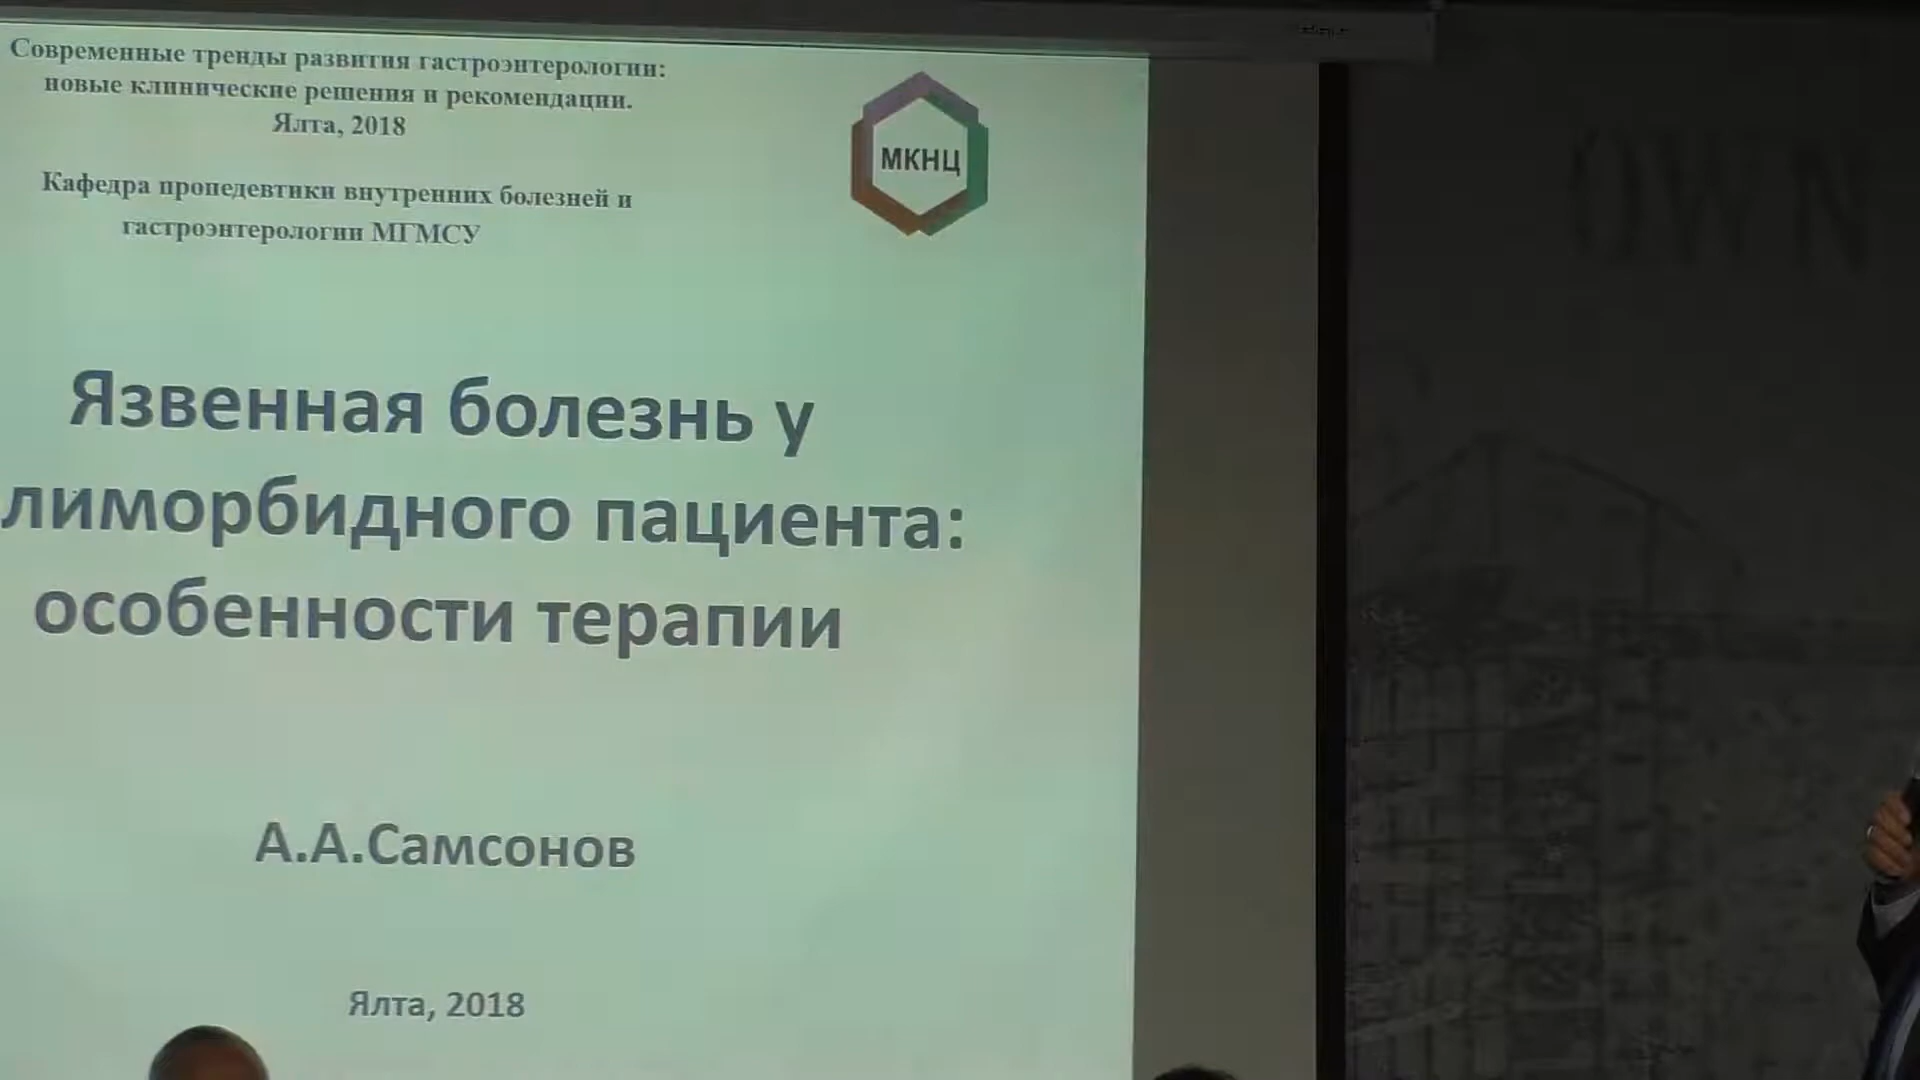 Современные тренды развития гастроэнтерологии:
новые клинические решения и рекомендации.
Ялта, 2018
МКНЦ
Кафедра пропедевтики внутренних болезней и
гастроэнтерологии МГМСУ
Язвенная болезнь у
лиморбидного пациента:
особенности терапии
А.А.Самсонов
Ялта, 2018
OWN